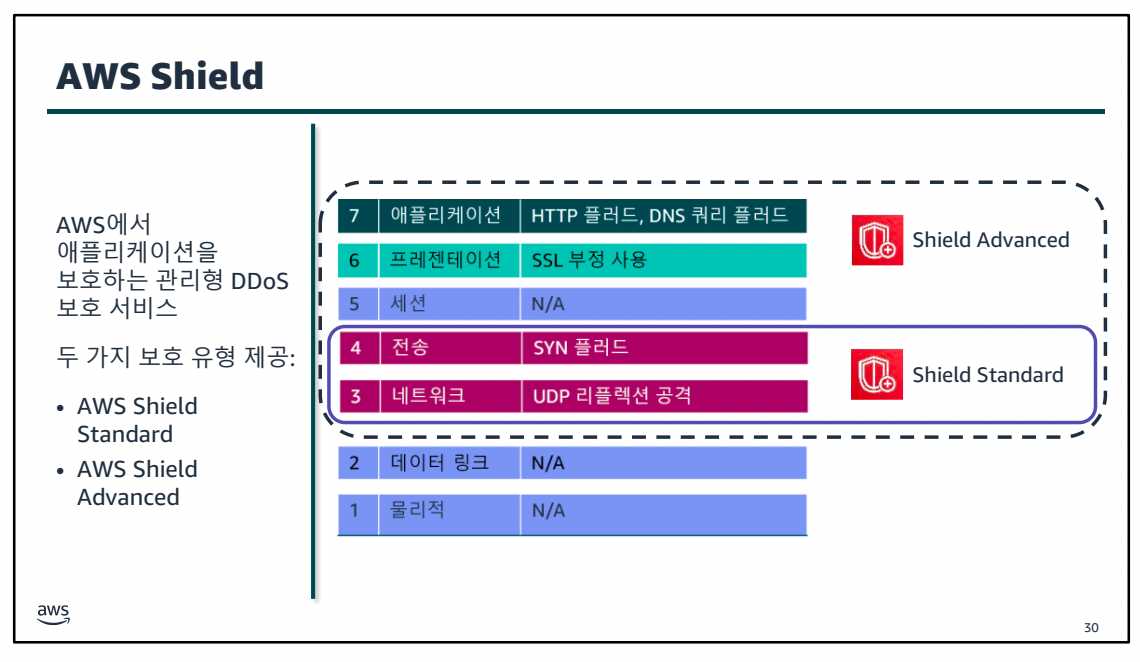 AWS Shield
AWS에서
애플리케이션을
보호하는 관리형 DDoS
보호 서비스
두 가지 보호 유형 제공:
• AWS Shield
Standard
• AWS Shield
Advanced
7 애플리케이션 HTTP 플러드, DNS 쿼리 플러드
6 프레젠테이션 SSL 부정 사용
5 세션 N/A
4 전송 SYN 플러드
3 네트워크 UDP 리플렉션 공격
2 데이터 링크 N/A
1 물리적 N/A
Shield Advanced
Shield Standard
aws
30